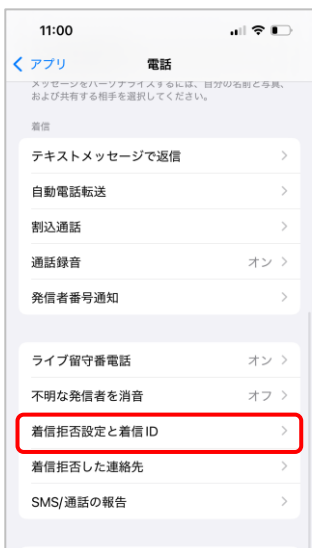 11:00
アプリ
電話
メッセージをパーソナライズするには、自分の名前と写真、
および共有する相手を選択してください。
着信
テキストメッセージで返信
自動電話転送
割込通話
通話録音 オン
発信者番号通知
ライブ留守番電話 オン
不明な発信者を消音 オフ
着信拒否設定と着信ID
着信拒否した連絡先
SMS/通話の報告